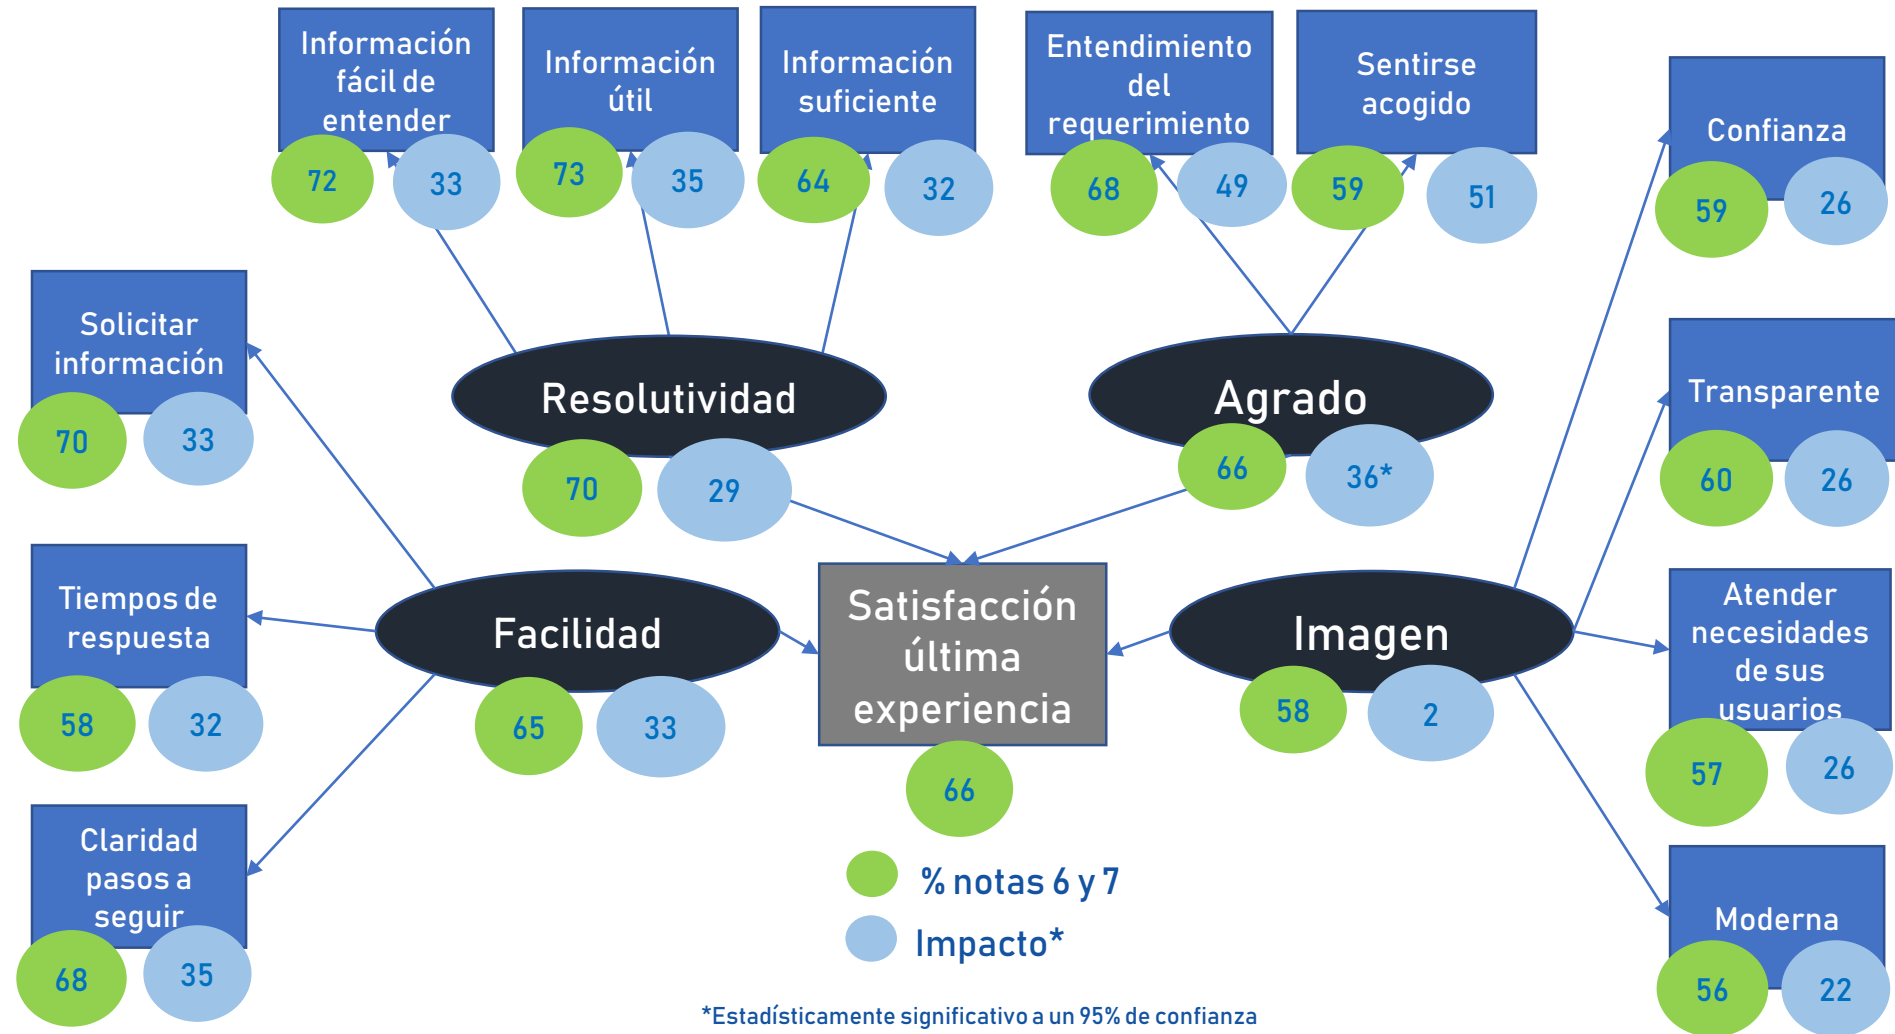 Información
fácil de
entender
72
33
Información
útil
73
35
Información
suficiente
64
32
Entendimiento
del
requerimiento
68
49
Sentirse
acogido
59
51
Confianza
59
26
Solicitar
información
70
33
Resolutividad
70
29
Agrado
66
36*
Transparente
60
26
Tiempos de
respuesta
58
32
Facilidad
65
33
Satisfacción
última
experiencia
66
Imagen
58
2
Atender
necesidades
de sus
usuarios
57
26
Claridad
pasos a
seguir
68
35
Moderna
56
22
% notas 6 y 7
Impacto*
*Estadísticamente significativo a un 95% de confianza